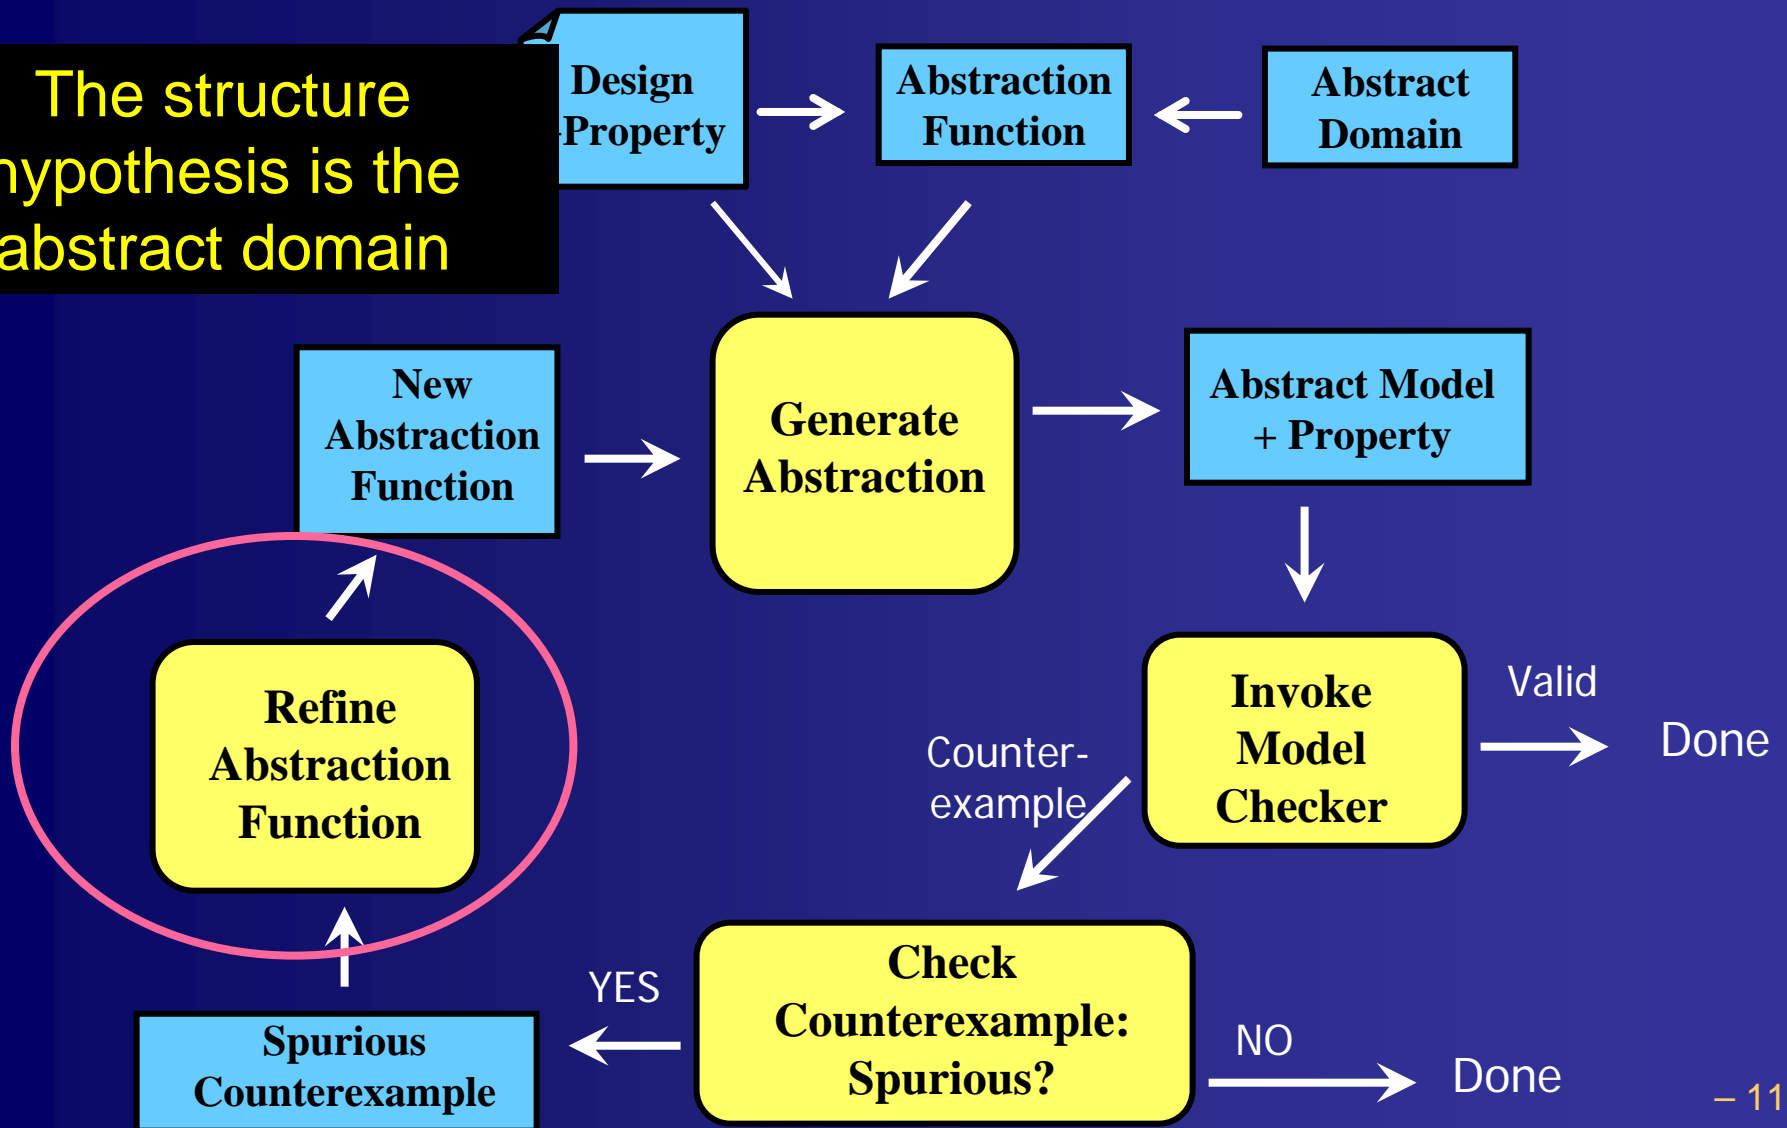 The structure
hypothesis is the
abstract domain
Design
-Property
Abstraction
Function
Abstract
Domain
New
Abstraction
Function
Generate
Abstraction
Abstract Model
+ Property
Refine
Abstraction
Function
Invoke
Model
Checker
Valid
Done
Counter-
example
Check
Counterexample:
Spurious?
YES
NO
Done
Spurious
Counterexample
– 11